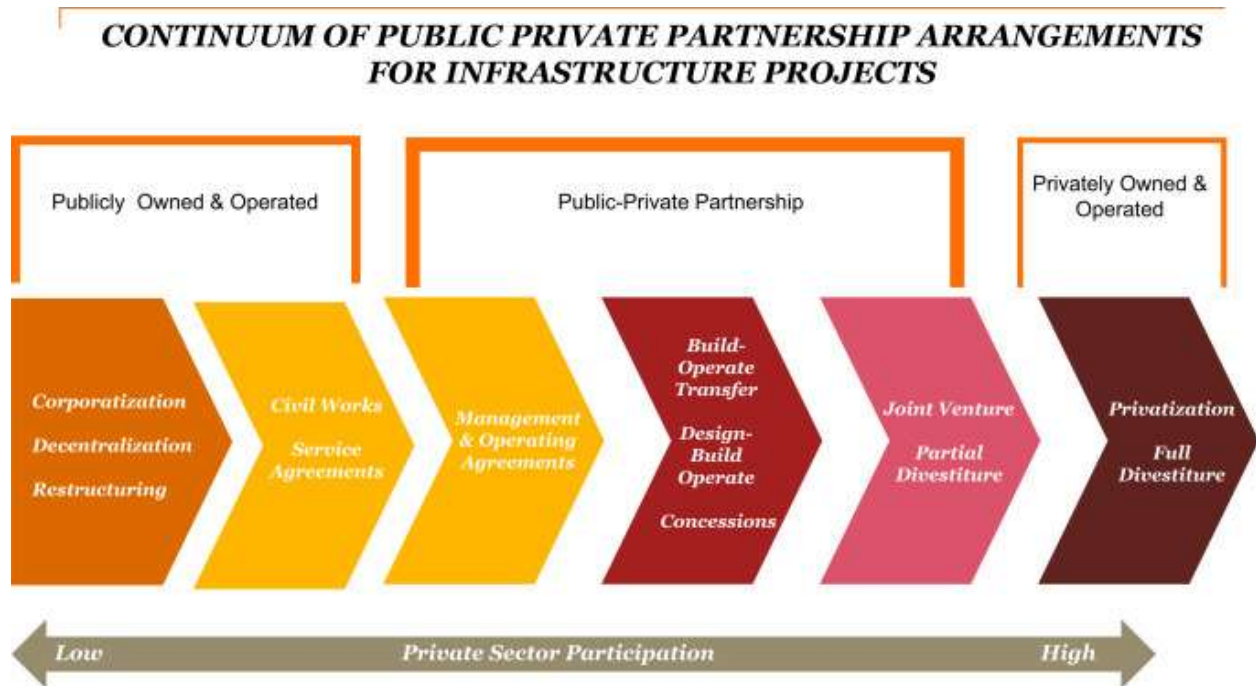 CONTINUUM OF PUBLIC PRIVATE PARTNERSHIP ARRANGEMENTS
FOR INFRASTRUCTURE PROJECTS
Publicly Owned & Operated
Public-Private Partnership
Privately Owned &
Operated
Corporatization
Decentralization
Restructuring
Civil Works
Service
Agreements
Management
& Operating
Agreements
Build-
Operate
Transfer
Design-
Build
Operate
Concessions
Joint Venture
Partial
Divestiture
Privatization
Full
Divestiture
Low
Private Sector Participation
High